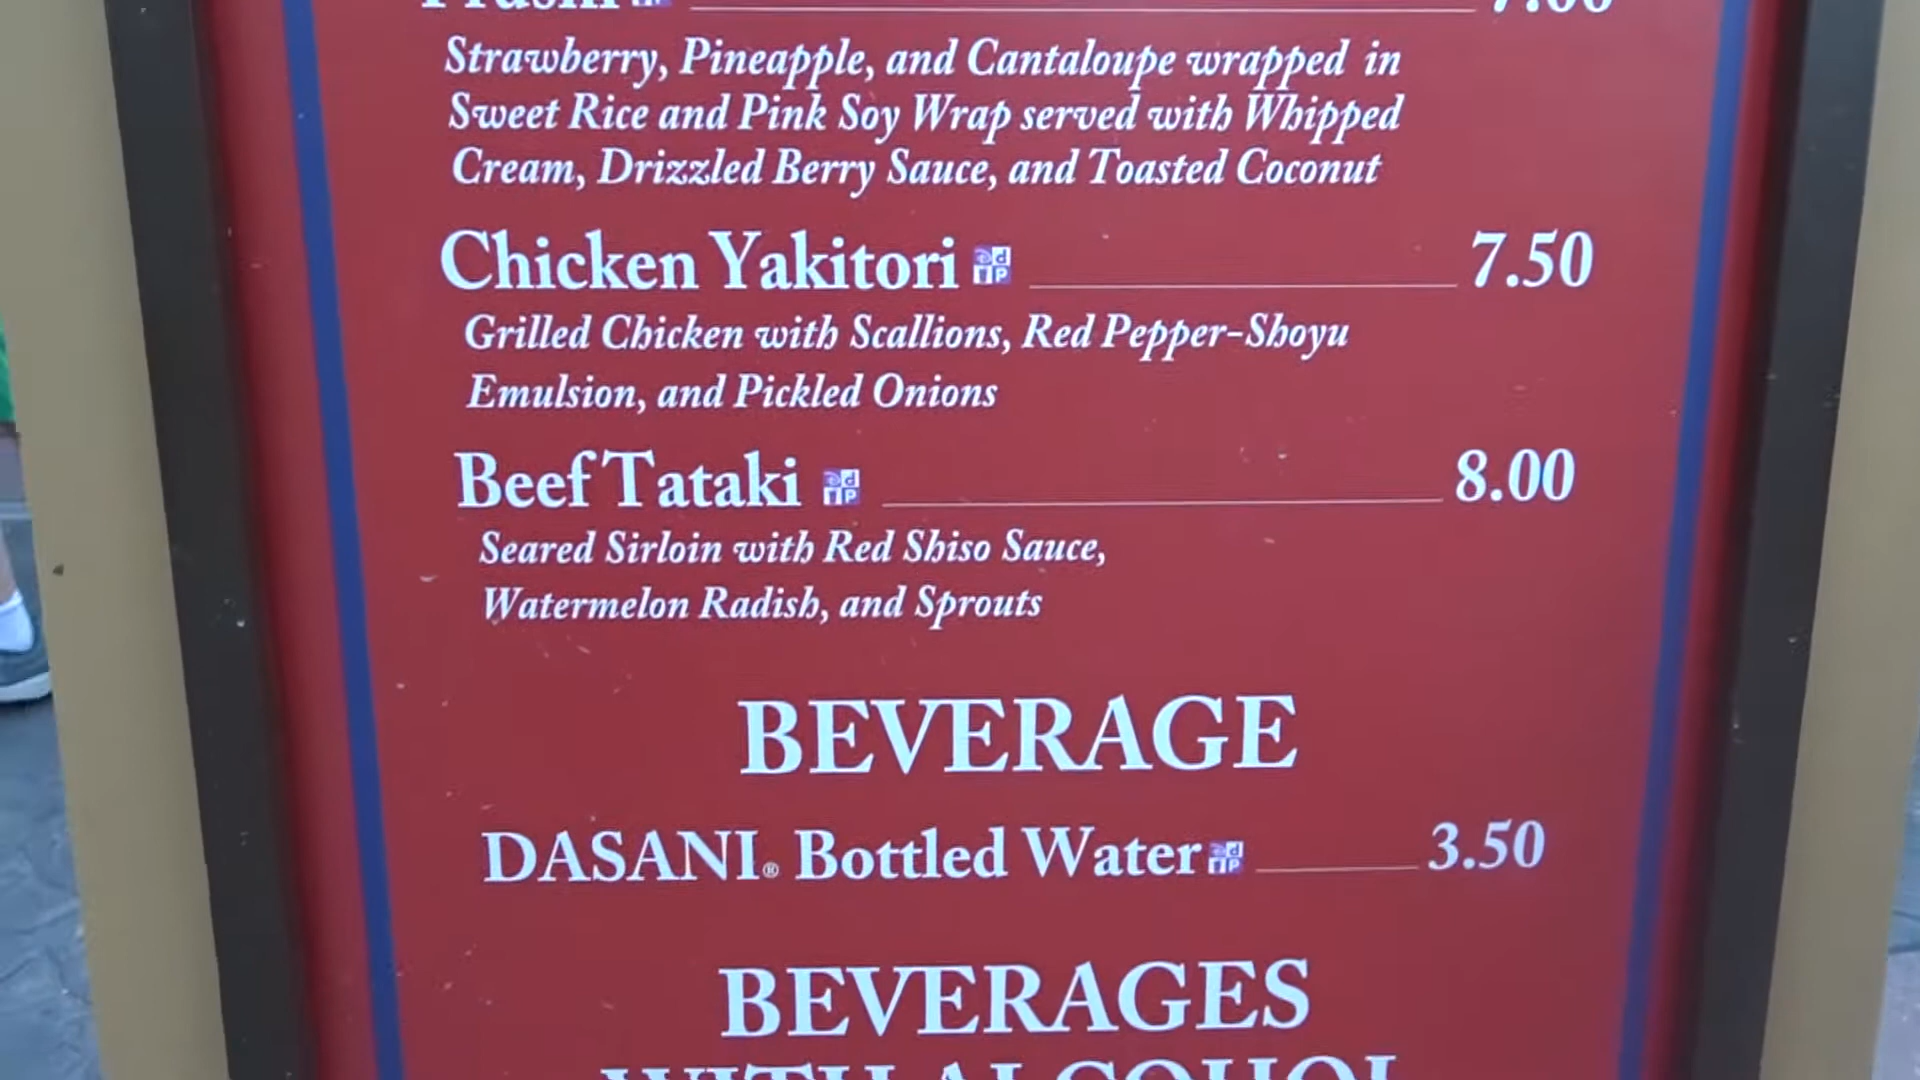 Strawberry, Pineapple, and Cantaloupe wrapped in
Sweet Rice and Pink Soy Wrap served with Whipped
Cream, Drizzled Berry Sauce, and Toasted Coconut
Chicken Yakitori 7.50
Grilled Chicken with Scallions, Red Pepper-Shoyu
Emulsion, and Pickled Onions
Beef Tataki 8.00
Seared Sirloin with Red Shiso Sauce,
Watermelon Radish, and Sprouts
BEVERAGE
DASANI® Bottled Water 3.50
BEVERAGES
WITH ALCOHOL